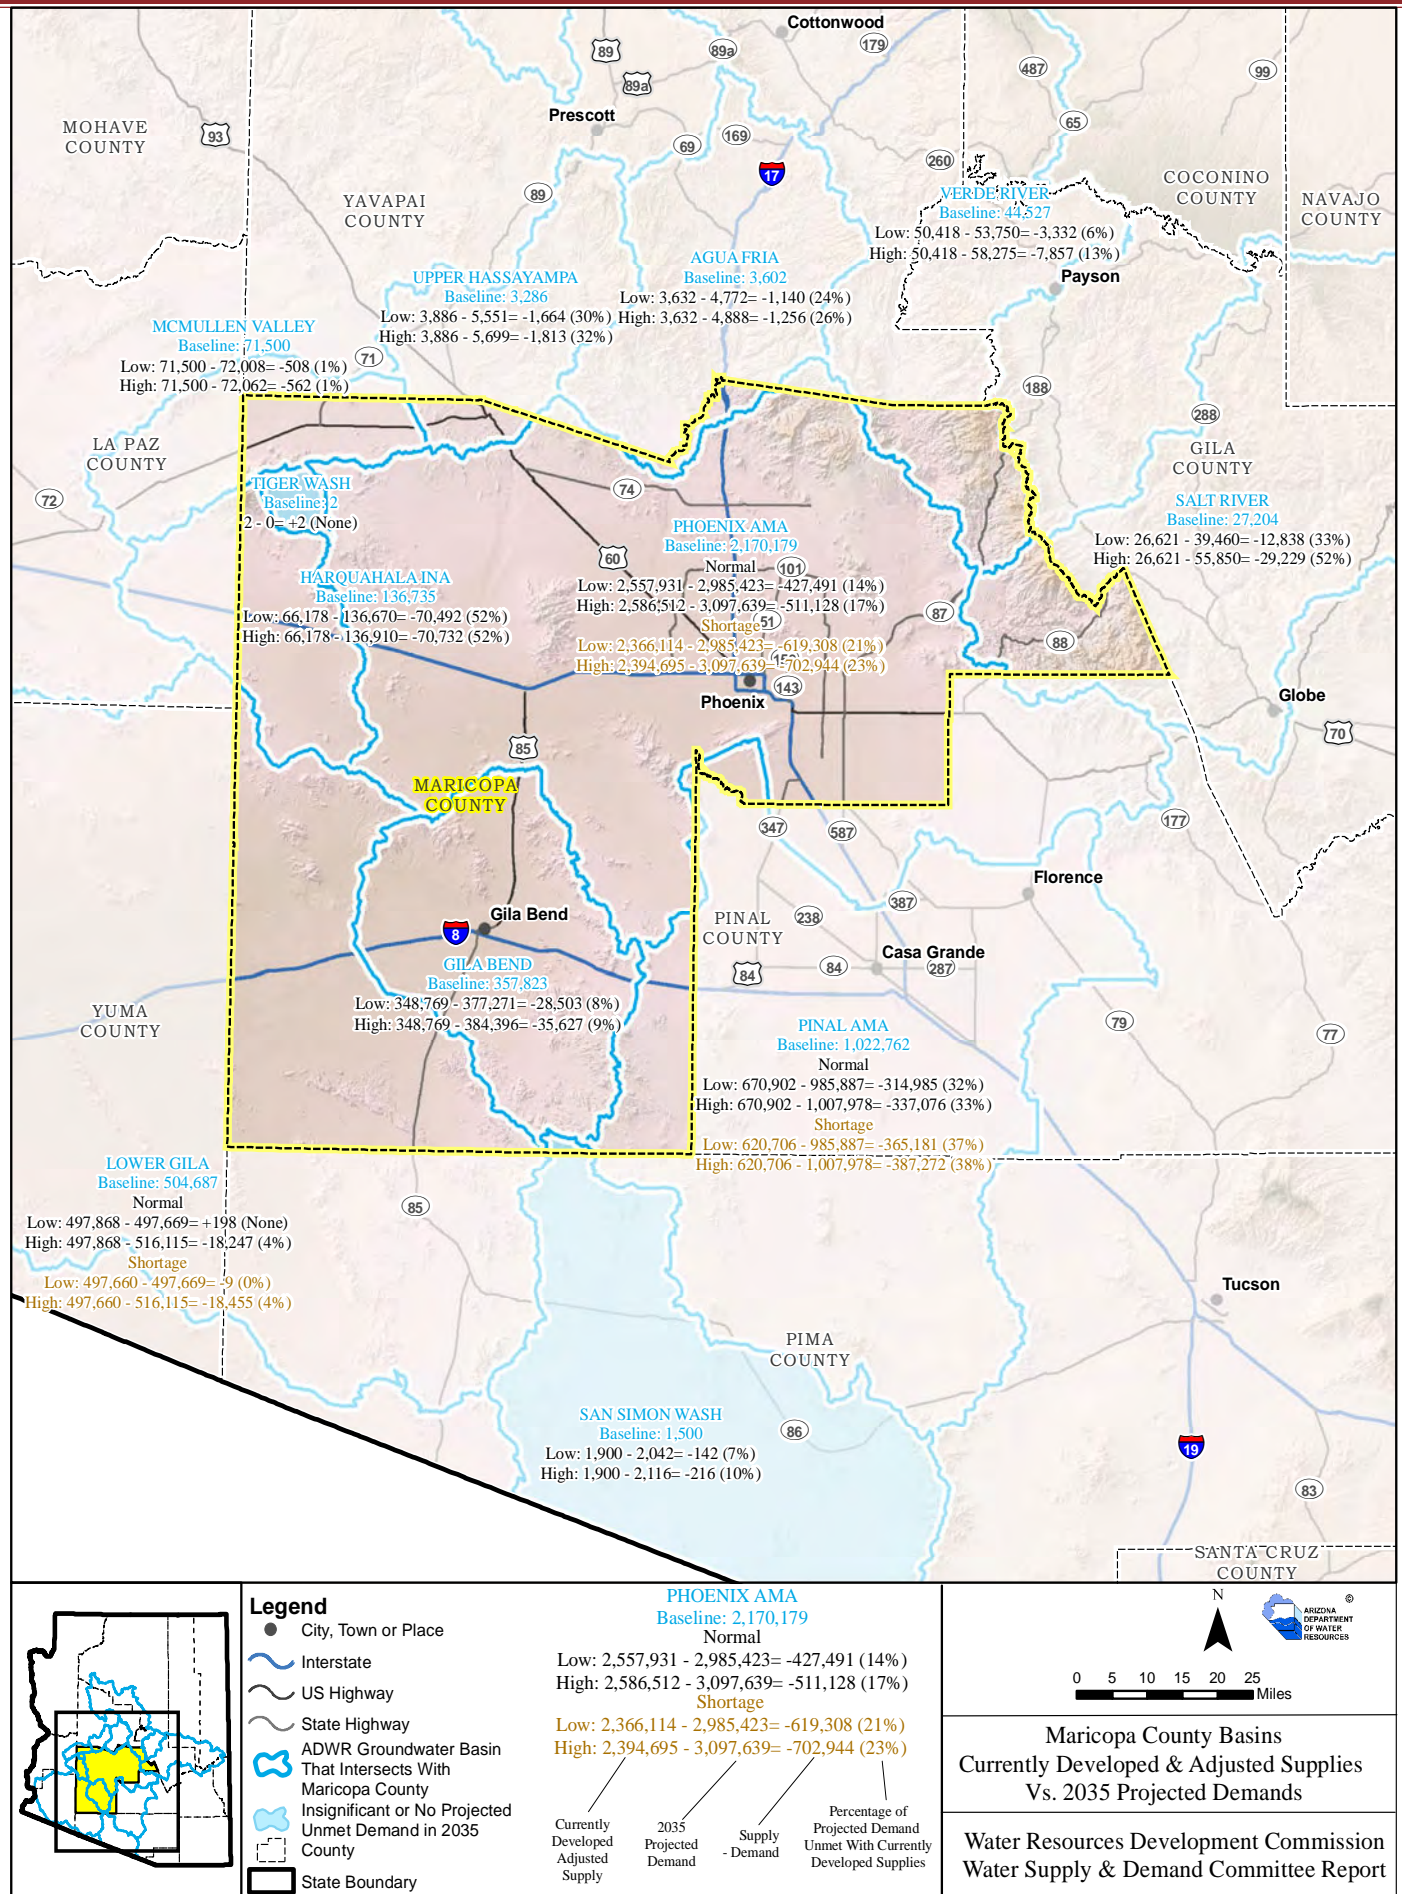 Cottonwood
89
89a
179
487
99
89a
Prescott
MOHAVE
COUNTY
93
65
69
169
17
260
COCONINO
COUNTY
NAVAJO
COUNTY
YAVAPAI
COUNTY
89
VERDE RIVER
Baseline: 44,527
Low: 50,418 - 53,750= -3,332 (6%)
High: 50,418 - 58,275= -7,857 (13%)
Payson
AGUA FRIA
Baseline: 3,602
Low: 3,632 - 4,772= -1,140 (24%)
High: 3,632 - 4,888= -1,256 (26%)
UPPER HASSAYAMPA
Baseline: 3,286
Low: 3,886 - 5,551= -1,664 (30%)
High: 3,886 - 5,699= -1,813 (32%)
MCMULLEN VALLEY
Baseline: 71,500
Low: 71,500 - 72,008= -508 (1%)
High: 71,500 - 72,062= -562 (1%)
71
188
288
LA PAZ
COUNTY
GILA
COUNTY
72
TIGER WASH
Baseline: 2
2 - 0= +2 (None)
74
SALT RIVER
Baseline: 27,204
Low: 26,621 - 39,460= -12,838 (33%)
High: 26,621 - 55,850= -29,229 (52%)
60
PHOENIX AMA
Baseline: 2,170,179
Normal
101
Low: 2,557,931 - 2,985,423= -427,491 (14%)
High: 2,586,512 - 3,097,639= -511,128 (17%)
Shortage
51
Low: 2,366,114 - 2,985,423= -619,308 (21%)
High: 2,394,695 - 3,097,639= -702,944 (23%)
HARQUAHALA INA
Baseline: 136,735
Low: 66,178 - 136,670= -70,492 (52%)
High: 66,178 - 136,910= -70,732 (52%)
87
88
143
Phoenix
Globe
70
85
MARICOPA
COUNTY
347
587
177
Florence
387
Gila Bend
8
PINAL
COUNTY
238
Casa Grande
84
84
287
GILA BEND
Baseline: 357,823
Low: 348,769 - 377,271= -28,503 (8%)
High: 348,769 - 384,396= -35,627 (9%)
YUMA
COUNTY
79
77
PINAL AMA
Baseline: 1,022,762
Normal
Low: 670,902 - 985,887= -314,985 (32%)
High: 670,902 - 1,007,978= -337,076 (33%)
Shortage
Low: 620,706 - 985,887= -365,181 (37%)
High: 620,706 - 1,007,978= -387,272 (38%)
LOWER GILA
Baseline: 504,687
Normal
Low: 497,868 - 497,669= +198 (None)
High: 497,868 - 516,115= -18,247 (4%)
Shortage
Low: 497,660 - 497,669= -9 (0%)
High: 497,660 - 516,115= -18,455 (4%)
85
Tucson
PIMA
COUNTY
SAN SIMON WASH
Baseline: 1,500
Low: 1,900 - 2,042= -142 (7%)
High: 1,900 - 2,116= -216 (10%)
86
19
83
SANTA CRUZ
COUNTY
Legend
City, Town or Place
Interstate
US Highway
State Highway
ADWR Groundwater Basin
That Intersects With
Maricopa County
Insignificant or No Projected
Unmet Demand in 2035
County
State Boundary
PHOENIX AMA
Baseline: 2,170,179
Normal
Low: 2,557,931 - 2,985,423= -427,491 (14%)
High: 2,586,512 - 3,097,639= -511,128 (17%)
Shortage
Low: 2,366,114 - 2,985,423= -619,308 (21%)
High: 2,394,695 - 3,097,639= -702,944 (23%)
Currently
Developed
Adjusted
Supply
2035
Projected
Demand
Supply
- Demand
Percentage of
Projected Demand
Unmet With Currently
Developed Supplies
N
©
ARIZONA
DEPARTMENT
OF WATER
RESOURCES
0 5 10 15 20 25
Miles
Maricopa County Basins
Currently Developed & Adjusted Supplies
Vs. 2035 Projected Demands
Water Resources Development Commission
Water Supply & Demand Committee Report